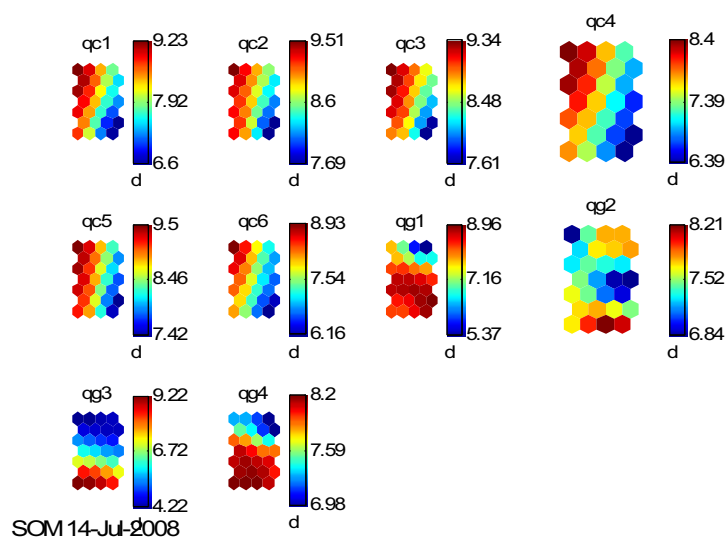 qc1
9.23
7.92
6.6
d
qc2
9.51
8.6
7.69
d
qc3
9.34
8.48
7.61
d
qc4
8.4
7.39
6.39
d
qc5
9.5
8.46
7.42
d
qc6
8.93
7.54
6.16
d
qg1
8.96
7.16
5.37
d
qg2
8.21
7.52
6.84
d
qg3
9.22
6.72
4.22
d
qg4
8.2
7.59
6.98
d
SOM 14-Jul-2008